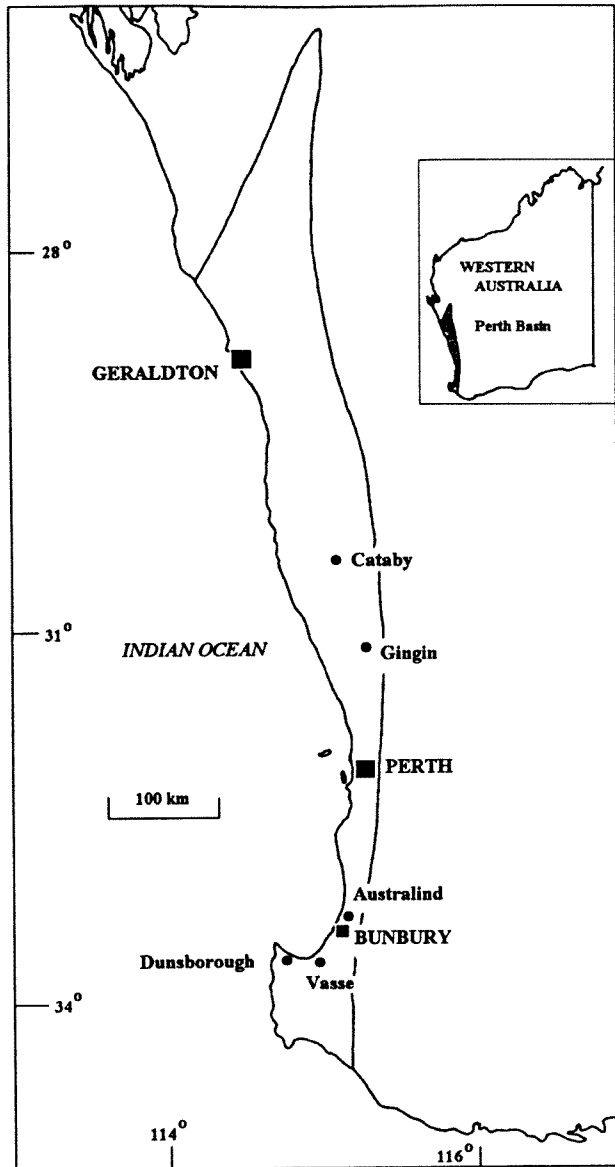 28°
GERALDTON
WESTERN
AUSTRALIA
Perth Basin
Cataby
31°
INDIAN OCEAN
Gingin
PERTH
100 km
Australind
BUNBURY
Dunsborough
Vasse
34°
114°
116°